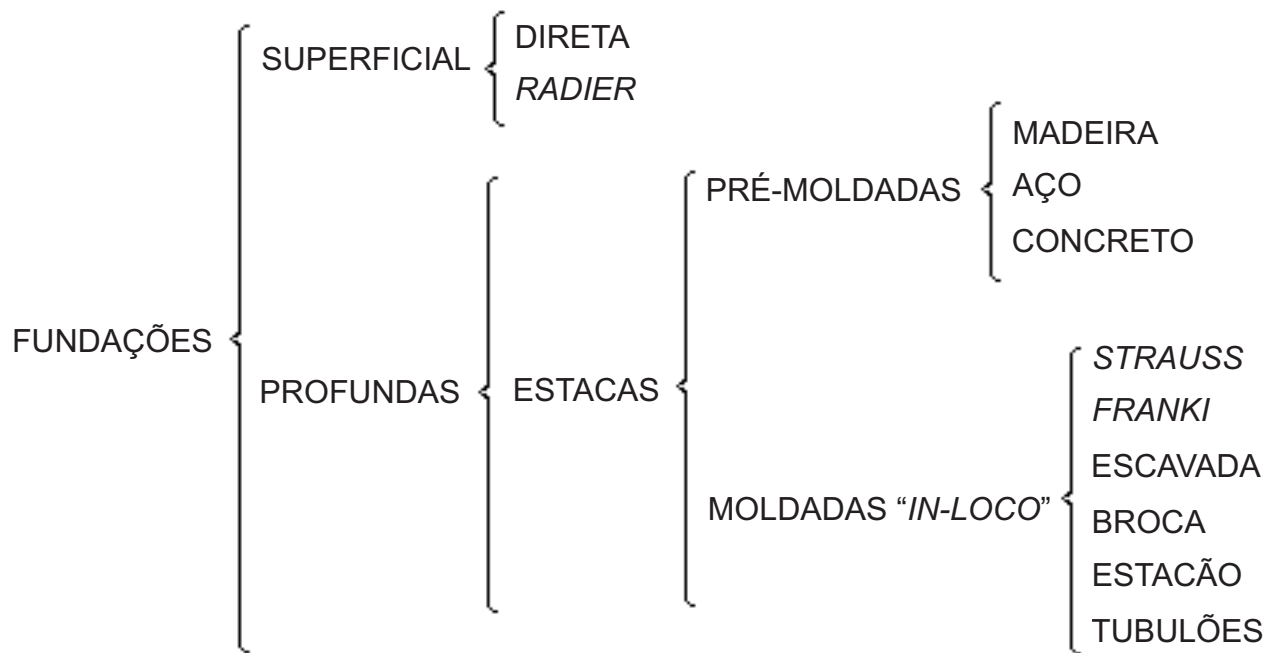 FUNDAÇÕES
SUPERFICIAL
DIRETA
RADIER
PROFUNDAS
ESTACAS
PRÉ-MOLDADAS
MADEIRA
AÇO
CONCRETO
MOLDADAS “IN-LOCO”
STRAUSS
FRANKI
ESCAVADA
BROCA
ESTACÃO
TUBULÕES